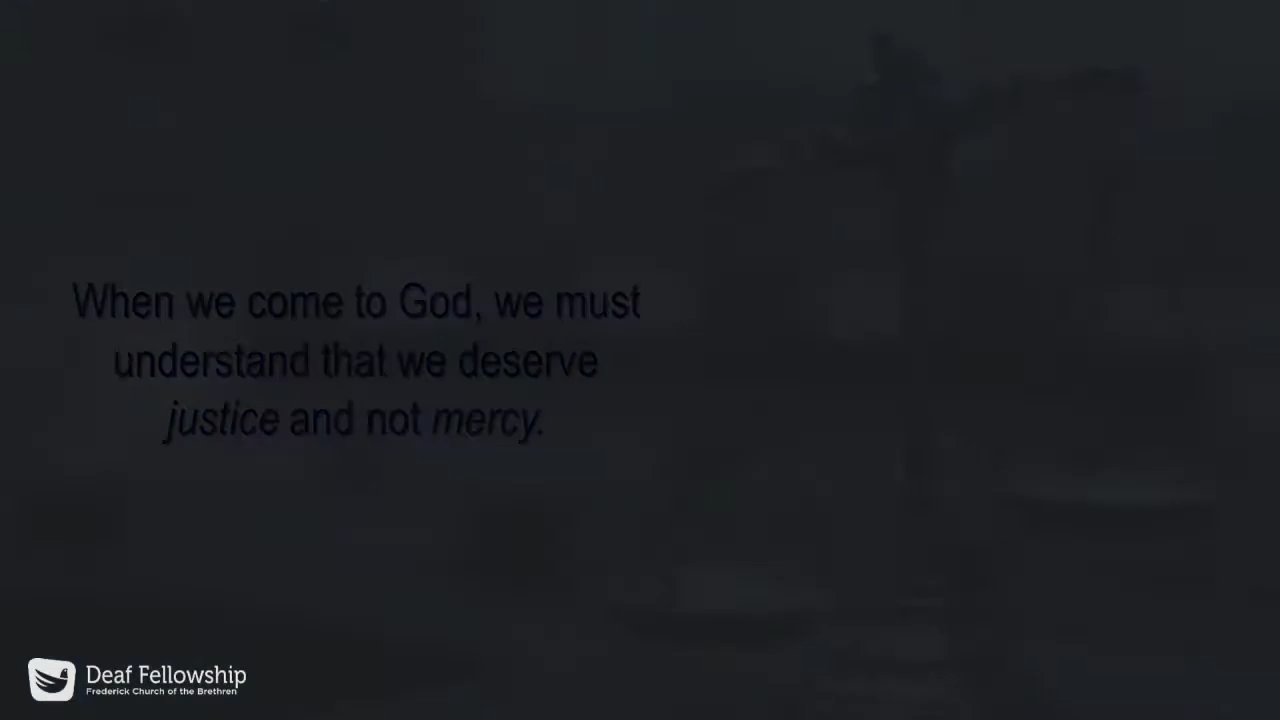 When we come to God, we must
understand that we deserve
justice and not mercy.
Deaf Fellowship
Frederick Church of the Brethren